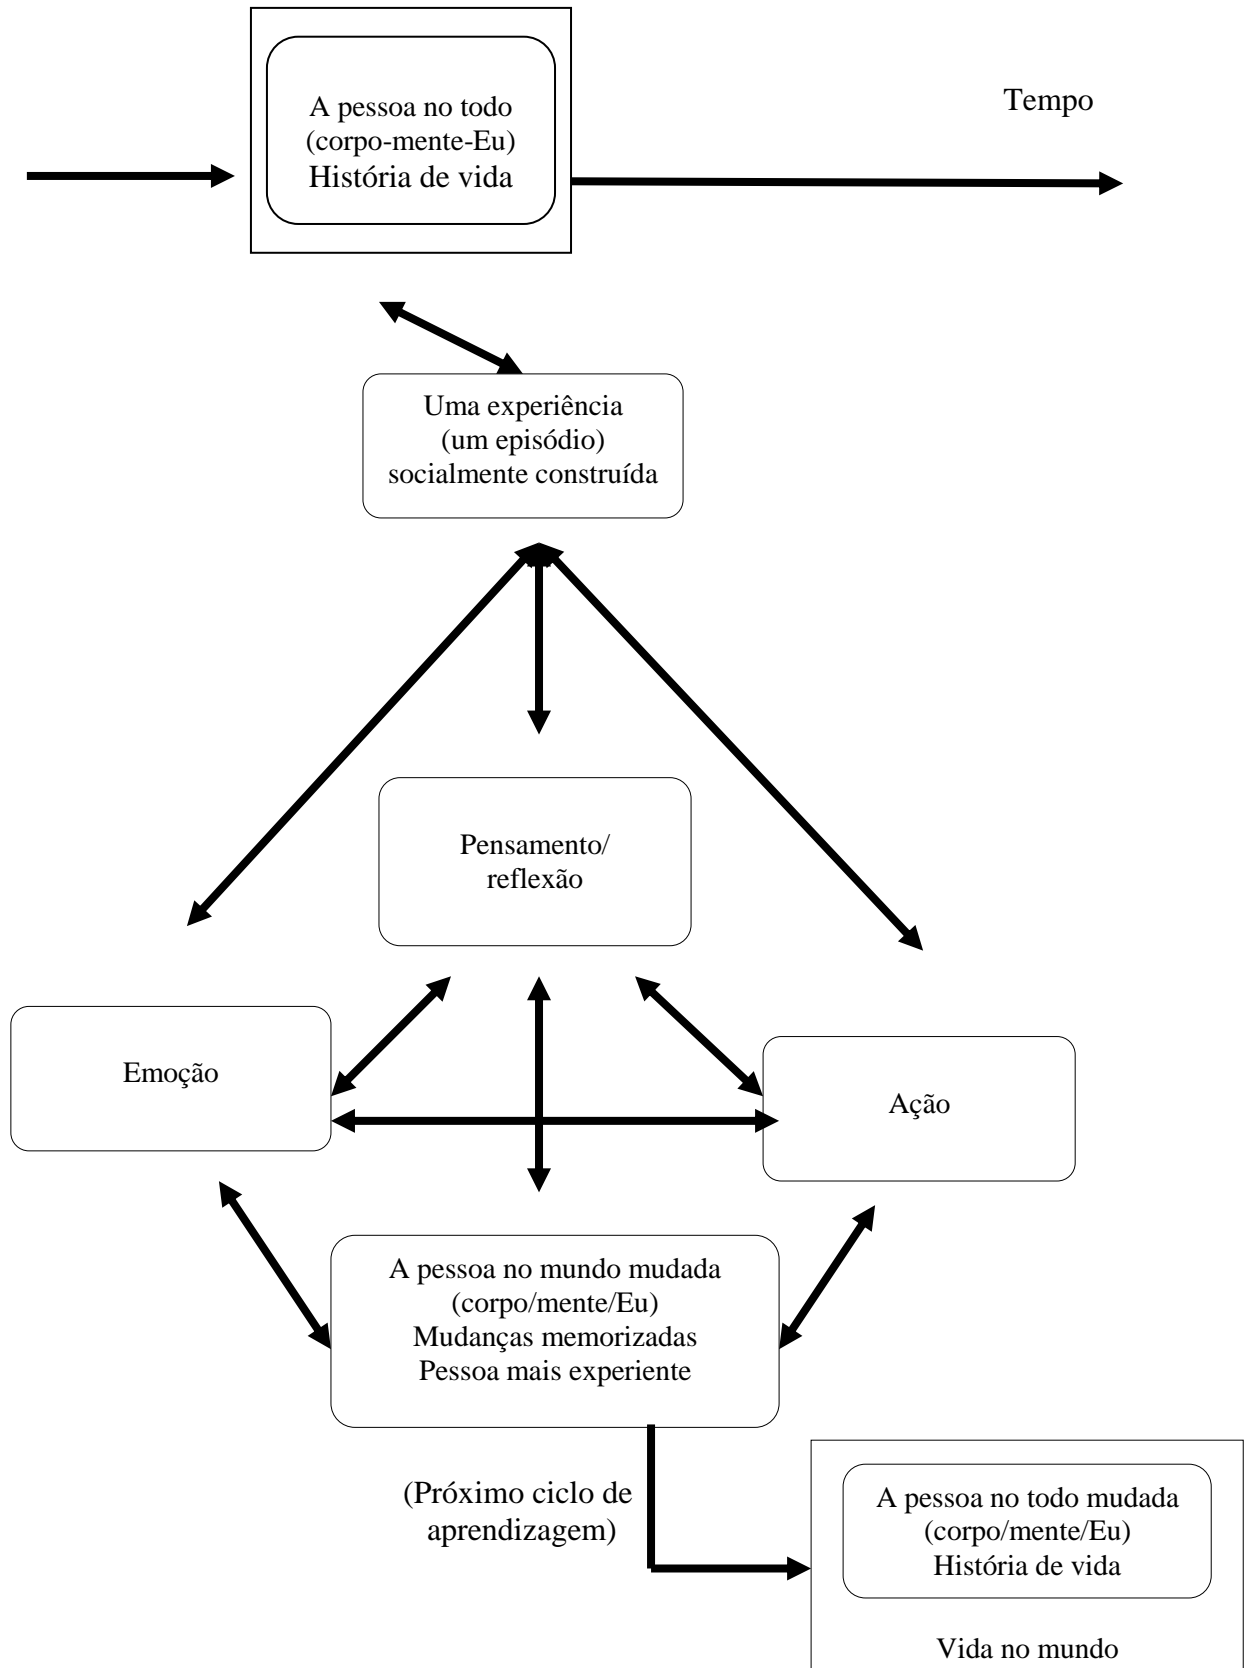 A pessoa no todo
(corpo-mente-Eu)
História de vida
Tempo
Uma experiência
(um episódio)
socialmente construída
Pensamento/
reflexão
Emoção
Ação
A pessoa no mundo mudada
(corpo/mente/Eu)
Mudanças memorizadas
Pessoa mais experiente
(Próximo ciclo de
aprendizagem)
A pessoa no todo mudada
(corpo/mente/Eu)
História de vida
Vida no mundo